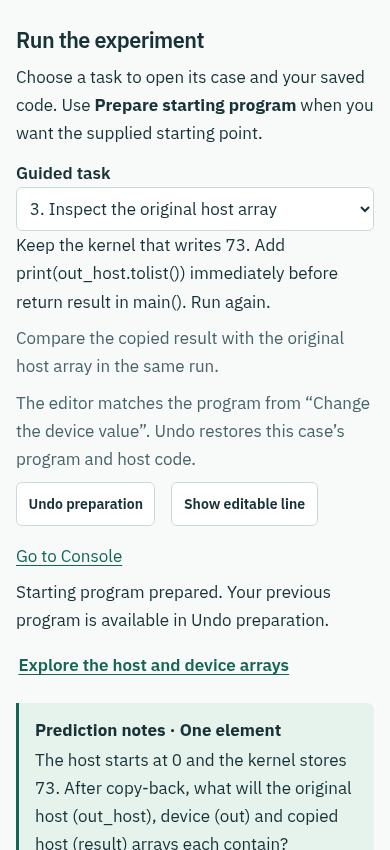 Run the experiment
Choose a task to open its case and your saved
code. Use Prepare starting program when you
want the supplied starting point.
Guided task
3. Inspect the original host array
Keep the kernel that writes 73. Add
print(out_host.tolist()) immediately before
return result in main(). Run again.
Compare the copied result with the original
host array in the same run.
The editor matches the program from “Change
the device value”. Undo restores this case’s
program and host code.
Undo preparation
Show editable line
Go to Console
Starting program prepared. Your previous
program is available in Undo preparation.
Explore the host and device arrays
Prediction notes · One element
The host starts at 0 and the kernel stores
73. After copy-back, what will the original
host (out_host), device (out) and copied
host (result) arrays each contain?